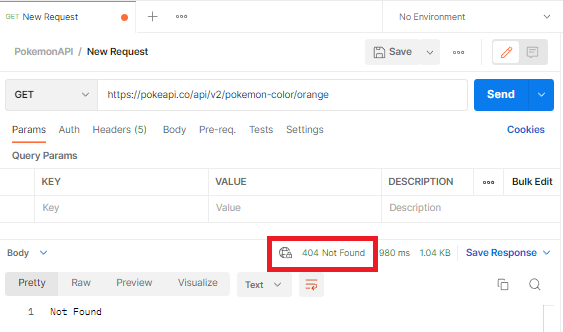 GET New Request
No Environment
PokemonAPI / New Request
Save
GET
https://pokeapi.co/api/v2/pokemon-color/orange
Send
Params Auth Headers (5) Body Pre-req. Tests Settings Cookies
Query Params
KEY VALUE DESCRIPTION Bulk Edit
Key Value Description
Body 404 Not Found 980 ms 1.04 KB Save Response
Pretty Raw Preview Visualize Text
1 Not Found